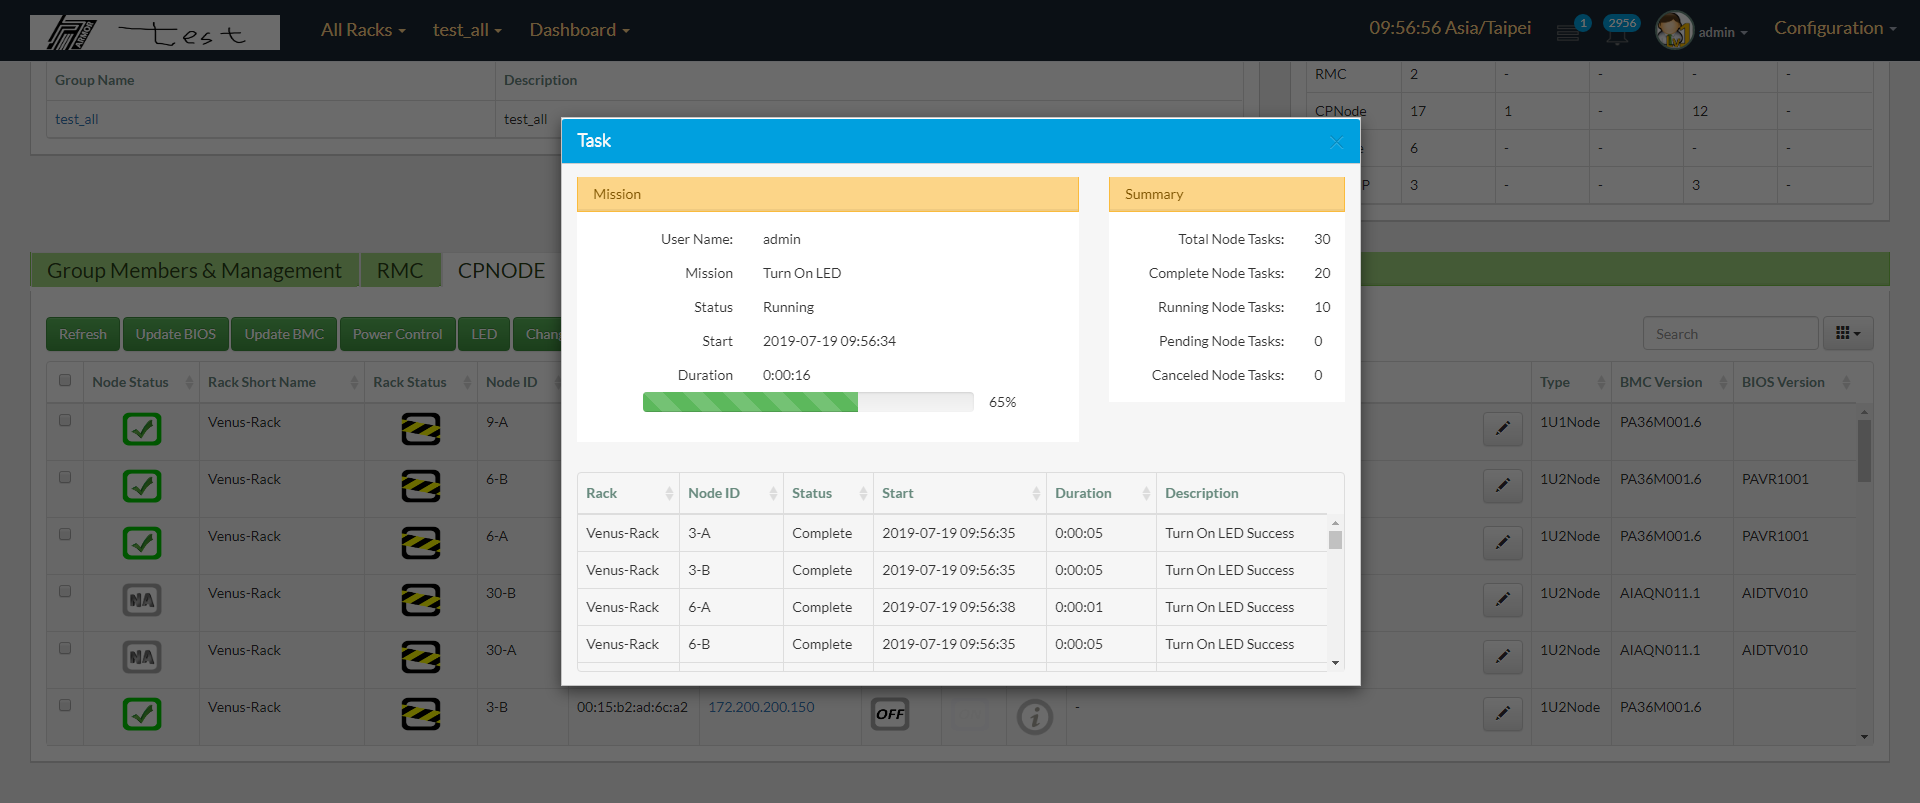 ARMOR test All Racks test_all Dashboard 09:56:56 Asia/Taipei 1 2956 admin Configuration
Group Name Description
test_all test_all
RMC 2 - - - -
CPNode 17 1 - 12 -
6 - - - -
P 3 - - 3 -
Task
Mission
User Name: admin
Mission Turn On LED
Status Running
Start 2019-07-19 09:56:34
Duration 0:00:16
65%
Summary
Total Node Tasks: 30
Complete Node Tasks: 20
Running Node Tasks: 10
Pending Node Tasks: 0
Canceled Node Tasks: 0
Rack Node ID Status Start Duration Description
Venus-Rack 3-A Complete 2019-07-19 09:56:35 0:00:05 Turn On LED Success
Venus-Rack 3-B Complete 2019-07-19 09:56:35 0:00:05 Turn On LED Success
Venus-Rack 6-A Complete 2019-07-19 09:56:38 0:00:01 Turn On LED Success
Venus-Rack 6-B Complete 2019-07-19 09:56:35 0:00:05 Turn On LED Success
Group Members & Management RMC CPNODE
Refresh Update BIOS Update BMC Power Control LED Chan Search
Node Status Rack Short Name Rack Status Node ID Type BMC Version BIOS Version
Venus-Rack 9-A 1U1Node PA36M001.6
Venus-Rack 6-B 1U2Node PA36M001.6 PAVR1001
Venus-Rack 6-A 1U2Node PA36M001.6 PAVR1001
NA Venus-Rack 30-B 1U2Node AIAQN011.1 AIDTV010
NA Venus-Rack 30-A 1U2Node AIAQN011.1 AIDTV010
Venus-Rack 3-B 00:15:b2:ad:6c:a2 172.200.200.150 OFF - 1U2Node PA36M001.6